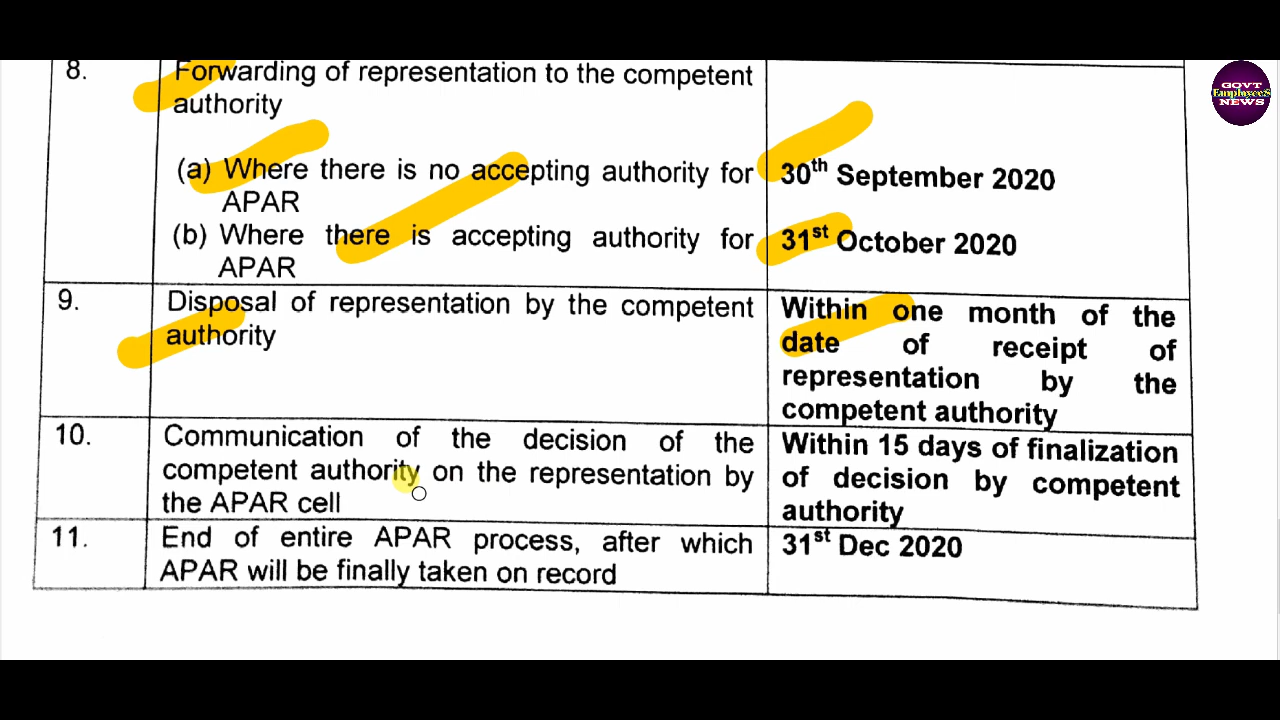 8.
Forwarding of representation to the competent
authority
(a) Where there is no accepting authority for
APAR
30th September 2020
(b) Where there is accepting authority for
APAR
31st October 2020
9.
Disposal of representation by the competent
authority
Within one month of the
date of receipt of
representation by the
competent authority
10.
Communication of the decision of the
competent authority on the representation by
the APAR cell
Within 15 days of finalization
of decision by competent
authority
11.
End of entire APAR process, after which
APAR will be finally taken on record
31st Dec 2020
GOVT
EmployeeS
NEWS